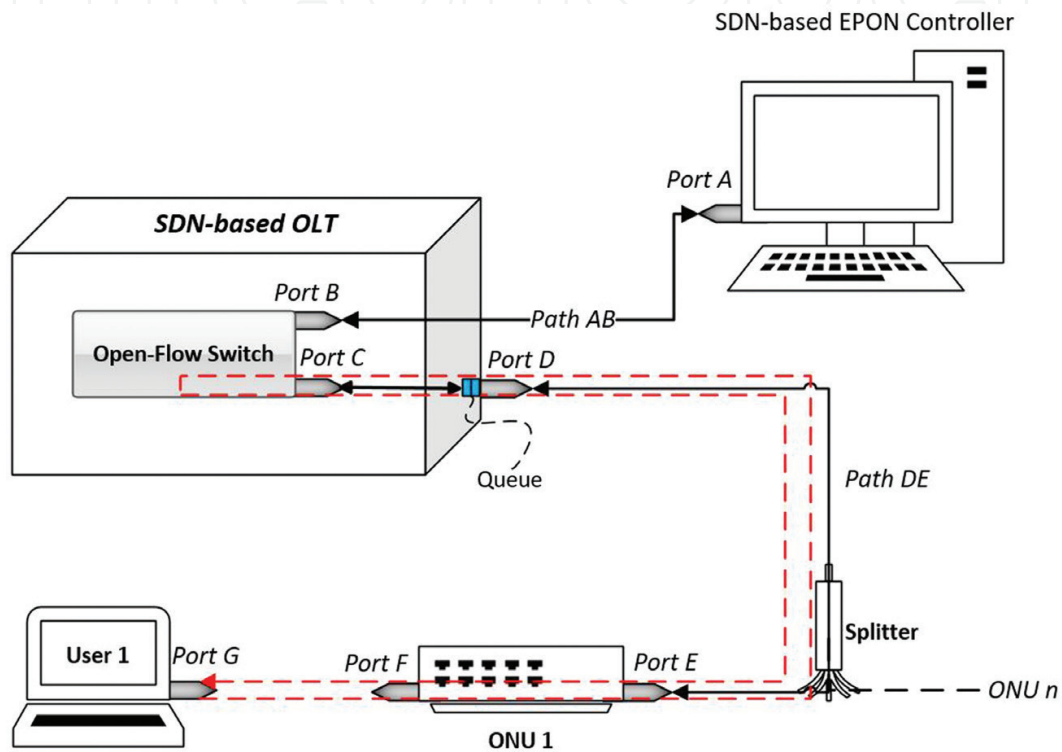 SDN-based EPON Controller
Port A
SDN-based OLT
Port B
Path AB
Open-Flow Switch
Port C
Port D
Queue
Path DE
Splitter
User 1
Port G
Port F
Port E
ONU n
ONU 1